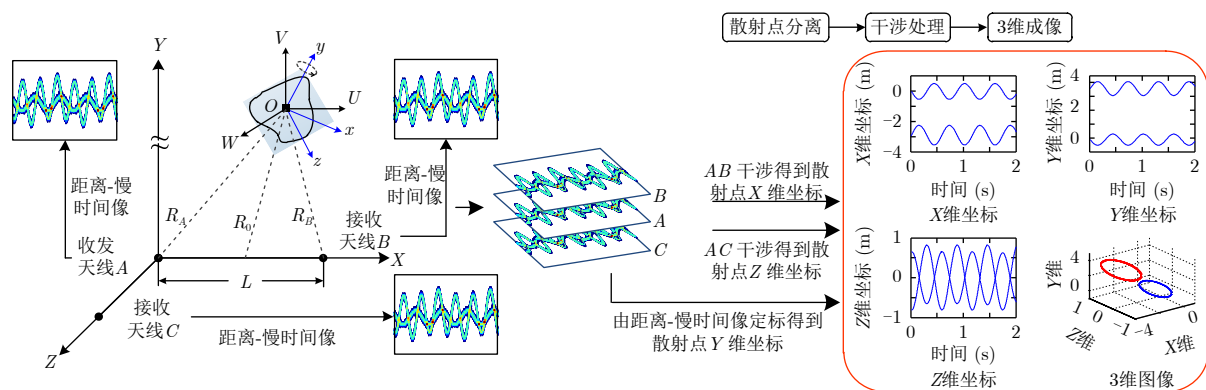 散射点分离
干涉处理
3维成像
Y
V
y
O
U
W
x
z
距离-慢
时间像
收发
天线A
R_A
R_0
R_B
接收
天线B
距离-慢
时间像
X
L
接收
天线C
Z
距离-慢时间像
B
A
C
AB 干涉得到散
射点X 维坐标
AC 干涉得到散
射点Z 维坐标
由距离-慢时间像定标得到
散射点Y 维坐标
X维坐标 (m)
0
−2
−4
0 1 2
时间 (s)
X维坐标
Y维坐标 (m)
4
2
0
0 1 2
时间 (s)
Y维坐标
Z维坐标 (m)
1
0
−1
0 1 2
时间 (s)
Z维坐标
Y维
4
2
0
1
0
−1
Z维
−4
−2
0
X维
3维图像